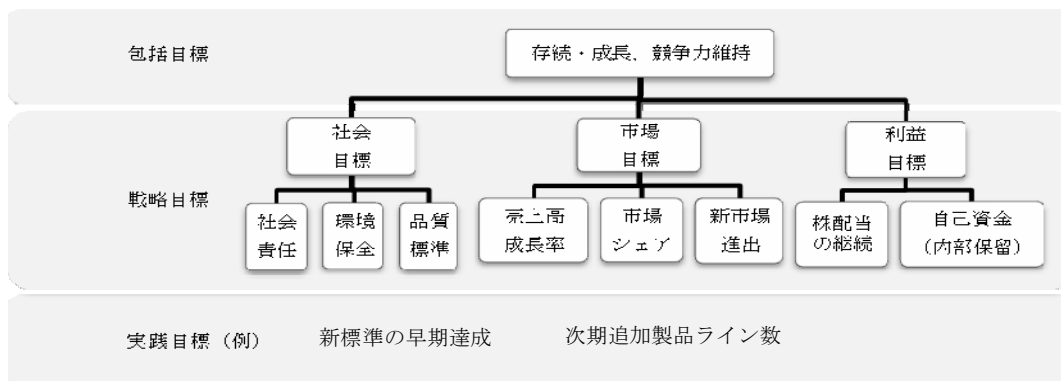 包括目標
存続・成長、競争力維持
社会
目標
市場
目標
利益
目標
戦略目標
社会
責任
環境
保全
品質
標準
売上高
成長率
市場
シェア
新市場
進出
株配当
の継続
自己資金
(内部保留)
実践目標（例）
新標準の早期達成
次期追加製品ライン数